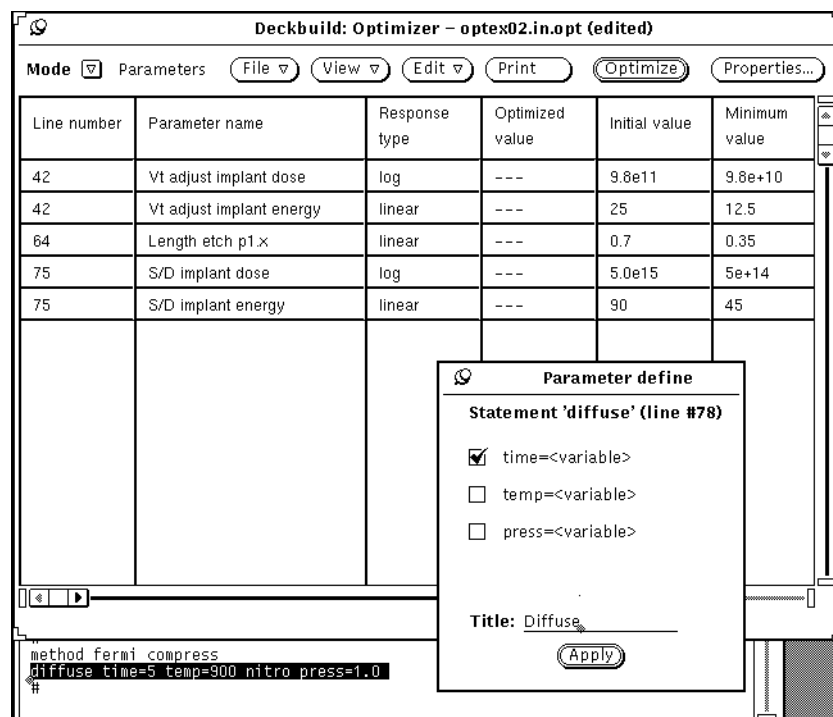 Deckbuild: Optimizer – optex02.in.opt (edited)
Mode Parameters File View Edit Print Optimize Properties...
Line number Parameter name Response type Optimized value Initial value Minimum value
42 Vt adjust implant dose log --- 9.8e11 9.8e+10
42 Vt adjust implant energy linear --- 25 12.5
64 Length etch p1.x linear --- 0.7 0.35
75 S/D implant dose log --- 5.0e15 5e+14
75 S/D implant energy linear --- 90 45
Parameter define
Statement 'diffuse' (line #78)
time=<variable>
temp=<variable>
press=<variable>
Title: Diffuse
Apply
method fermi compress
diffuse time=5 temp=900 nitro press=1.0
#